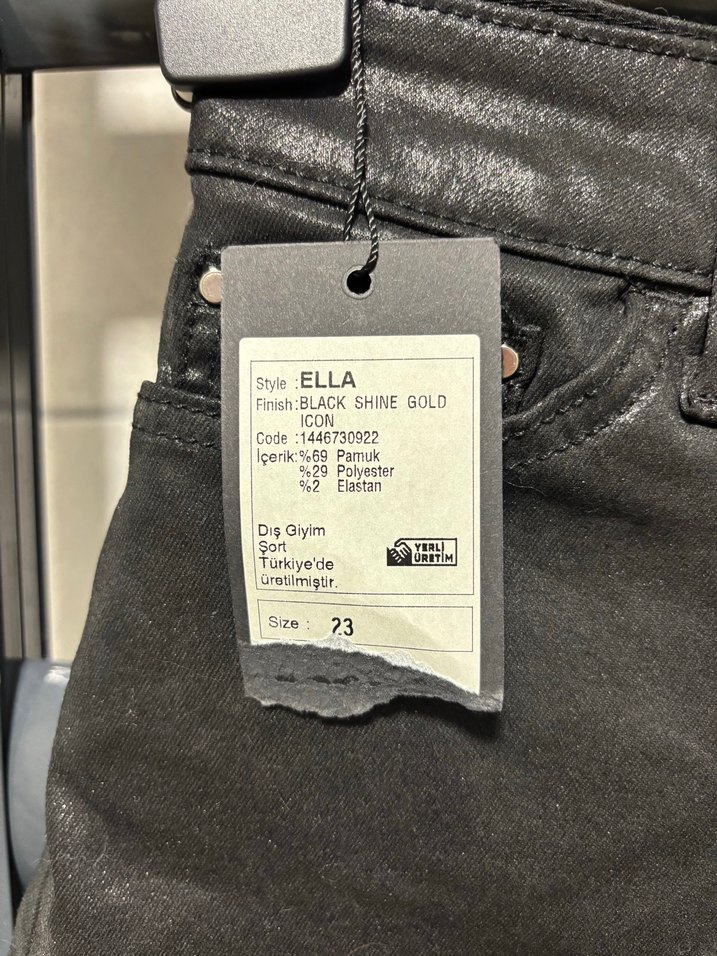 Style :ELLA
Finish:BLACK SHINE GOLD
ICON
Code :1446730922
İçerik:%69 Pamuk
%29 Polyester
%2 Elastan
Dış Giyim
Şort
Türkiye'de
üretilmiştir.
YERLİ
ÜRETİM
Size : 23